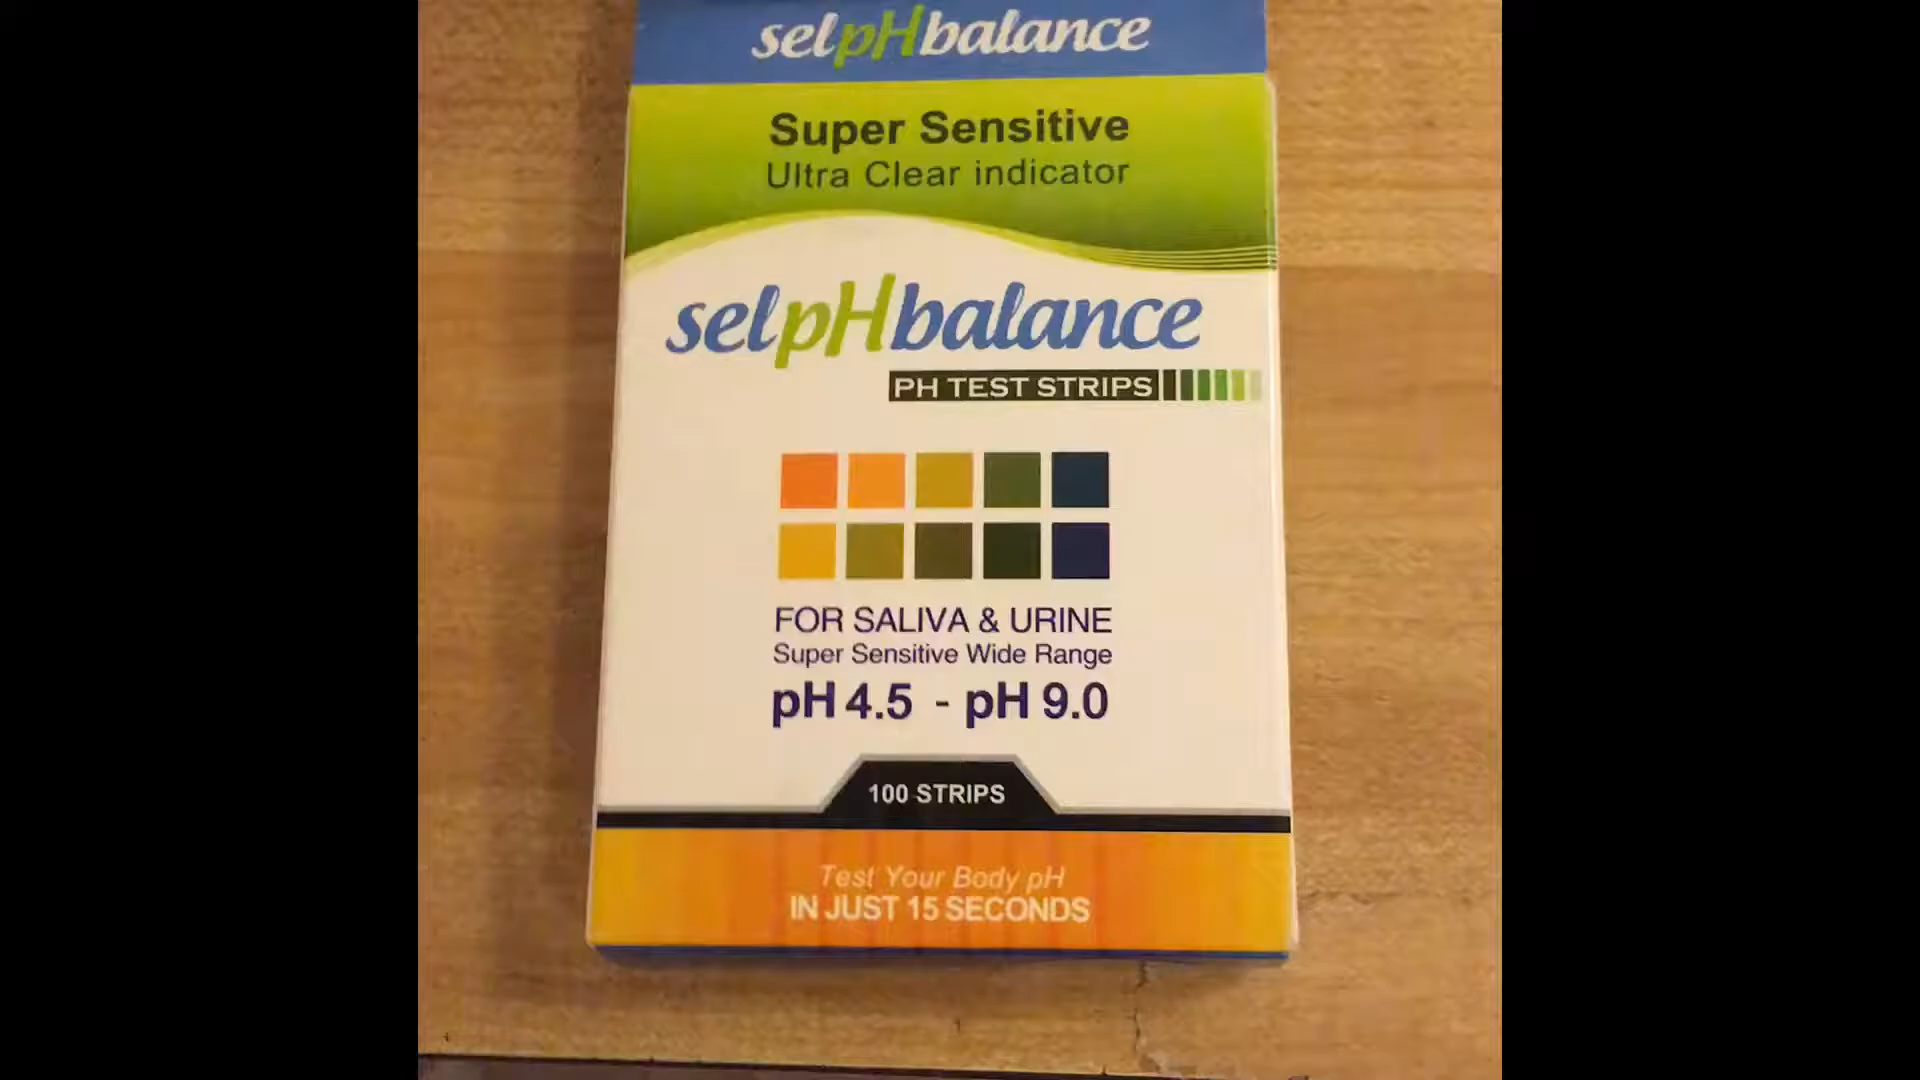 selpHbalance
Super Sensitive
Ultra Clear indicator
selpHbalance
PH TEST STRIPS
FOR SALIVA & URINE
Super Sensitive Wide Range
pH 4.5 - pH 9.0
100 STRIPS
Test Your Body pH
IN JUST 15 SECONDS